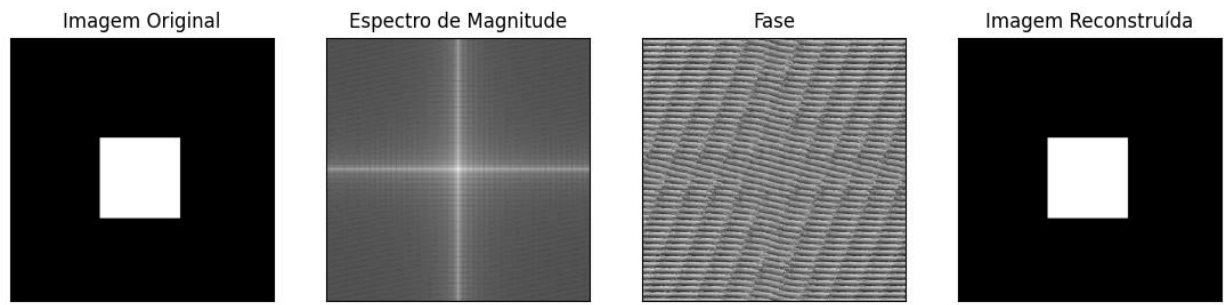 Imagem Original
Espectro de Magnitude
Fase
Imagem Reconstruída